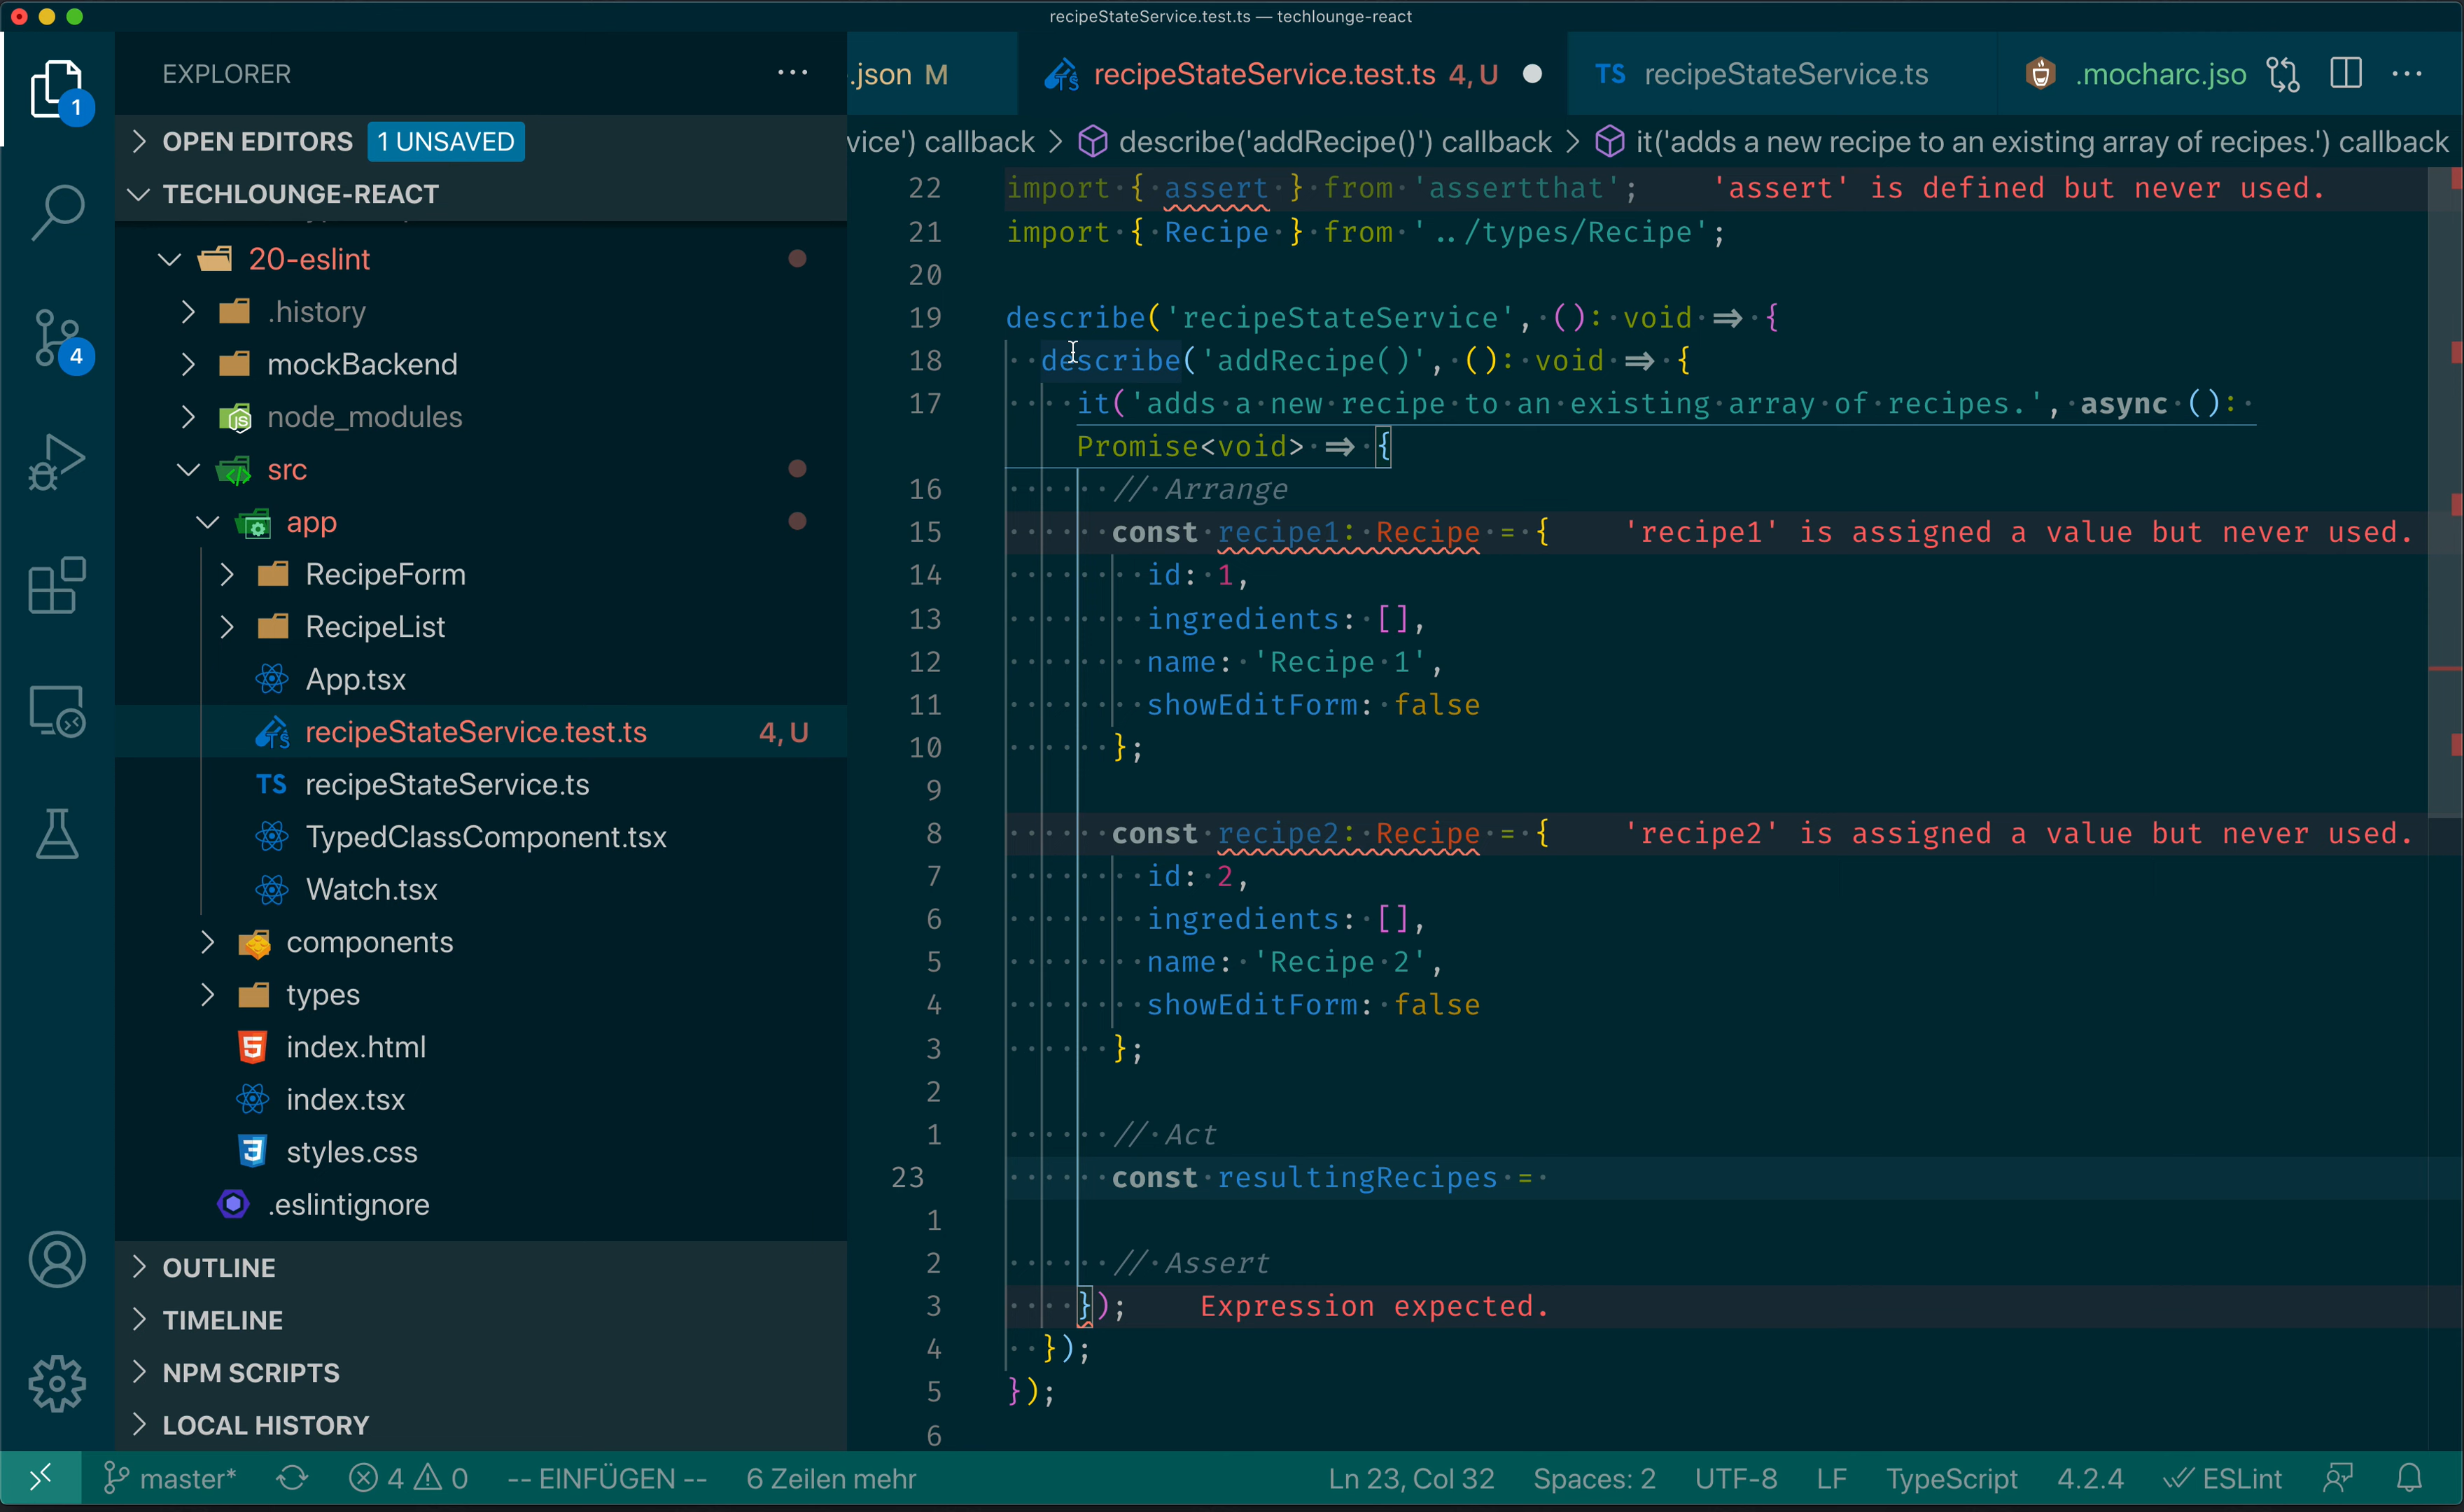 recipeStateService.test.ts — techlounge-react
EXPLORER
.json M
recipeStateService.test.ts 4, U
TS recipeStateService.ts
.mocharc.jso
1
OPEN EDITORS 1 UNSAVED
vice') callback > describe('addRecipe()') callback > it('adds a new recipe to an existing array of recipes.') callback
TECHLOUNGE-REACT
20-eslint
.history
mockBackend
node_modules
src
app
RecipeForm
RecipeList
App.tsx
recipeStateService.test.ts 4, U
TS recipeStateService.ts
TypedClassComponent.tsx
Watch.tsx
components
types
index.html
index.tsx
styles.css
.eslintignore
OUTLINE
TIMELINE
NPM SCRIPTS
LOCAL HISTORY
4
22 import { assert } from 'assertthat'; 'assert' is defined but never used.
21 import { Recipe } from '../types/Recipe';
20
19 describe('recipeStateService', (): void => {
18 describe('addRecipe()', (): void => {
17 it('adds a new recipe to an existing array of recipes.', async ():
Promise<void> => {
16 // Arrange
15 const recipe1: Recipe = { 'recipe1' is assigned a value but never used.
14 id: 1,
13 ingredients: [],
12 name: 'Recipe 1',
11 showEditForm: false
10 };
9
8 const recipe2: Recipe = { 'recipe2' is assigned a value but never used.
7 id: 2,
6 ingredients: [],
5 name: 'Recipe 2',
4 showEditForm: false
3 };
2
1 // Act
23 const resultingRecipes =
1
2 // Assert
3 }); Expression expected.
4 });
5 });
6
master* 4 0 -- EINFÜGEN -- 6 Zeilen mehr Ln 23, Col 32 Spaces: 2 UTF-8 LF TypeScript 4.2.4 ESLint